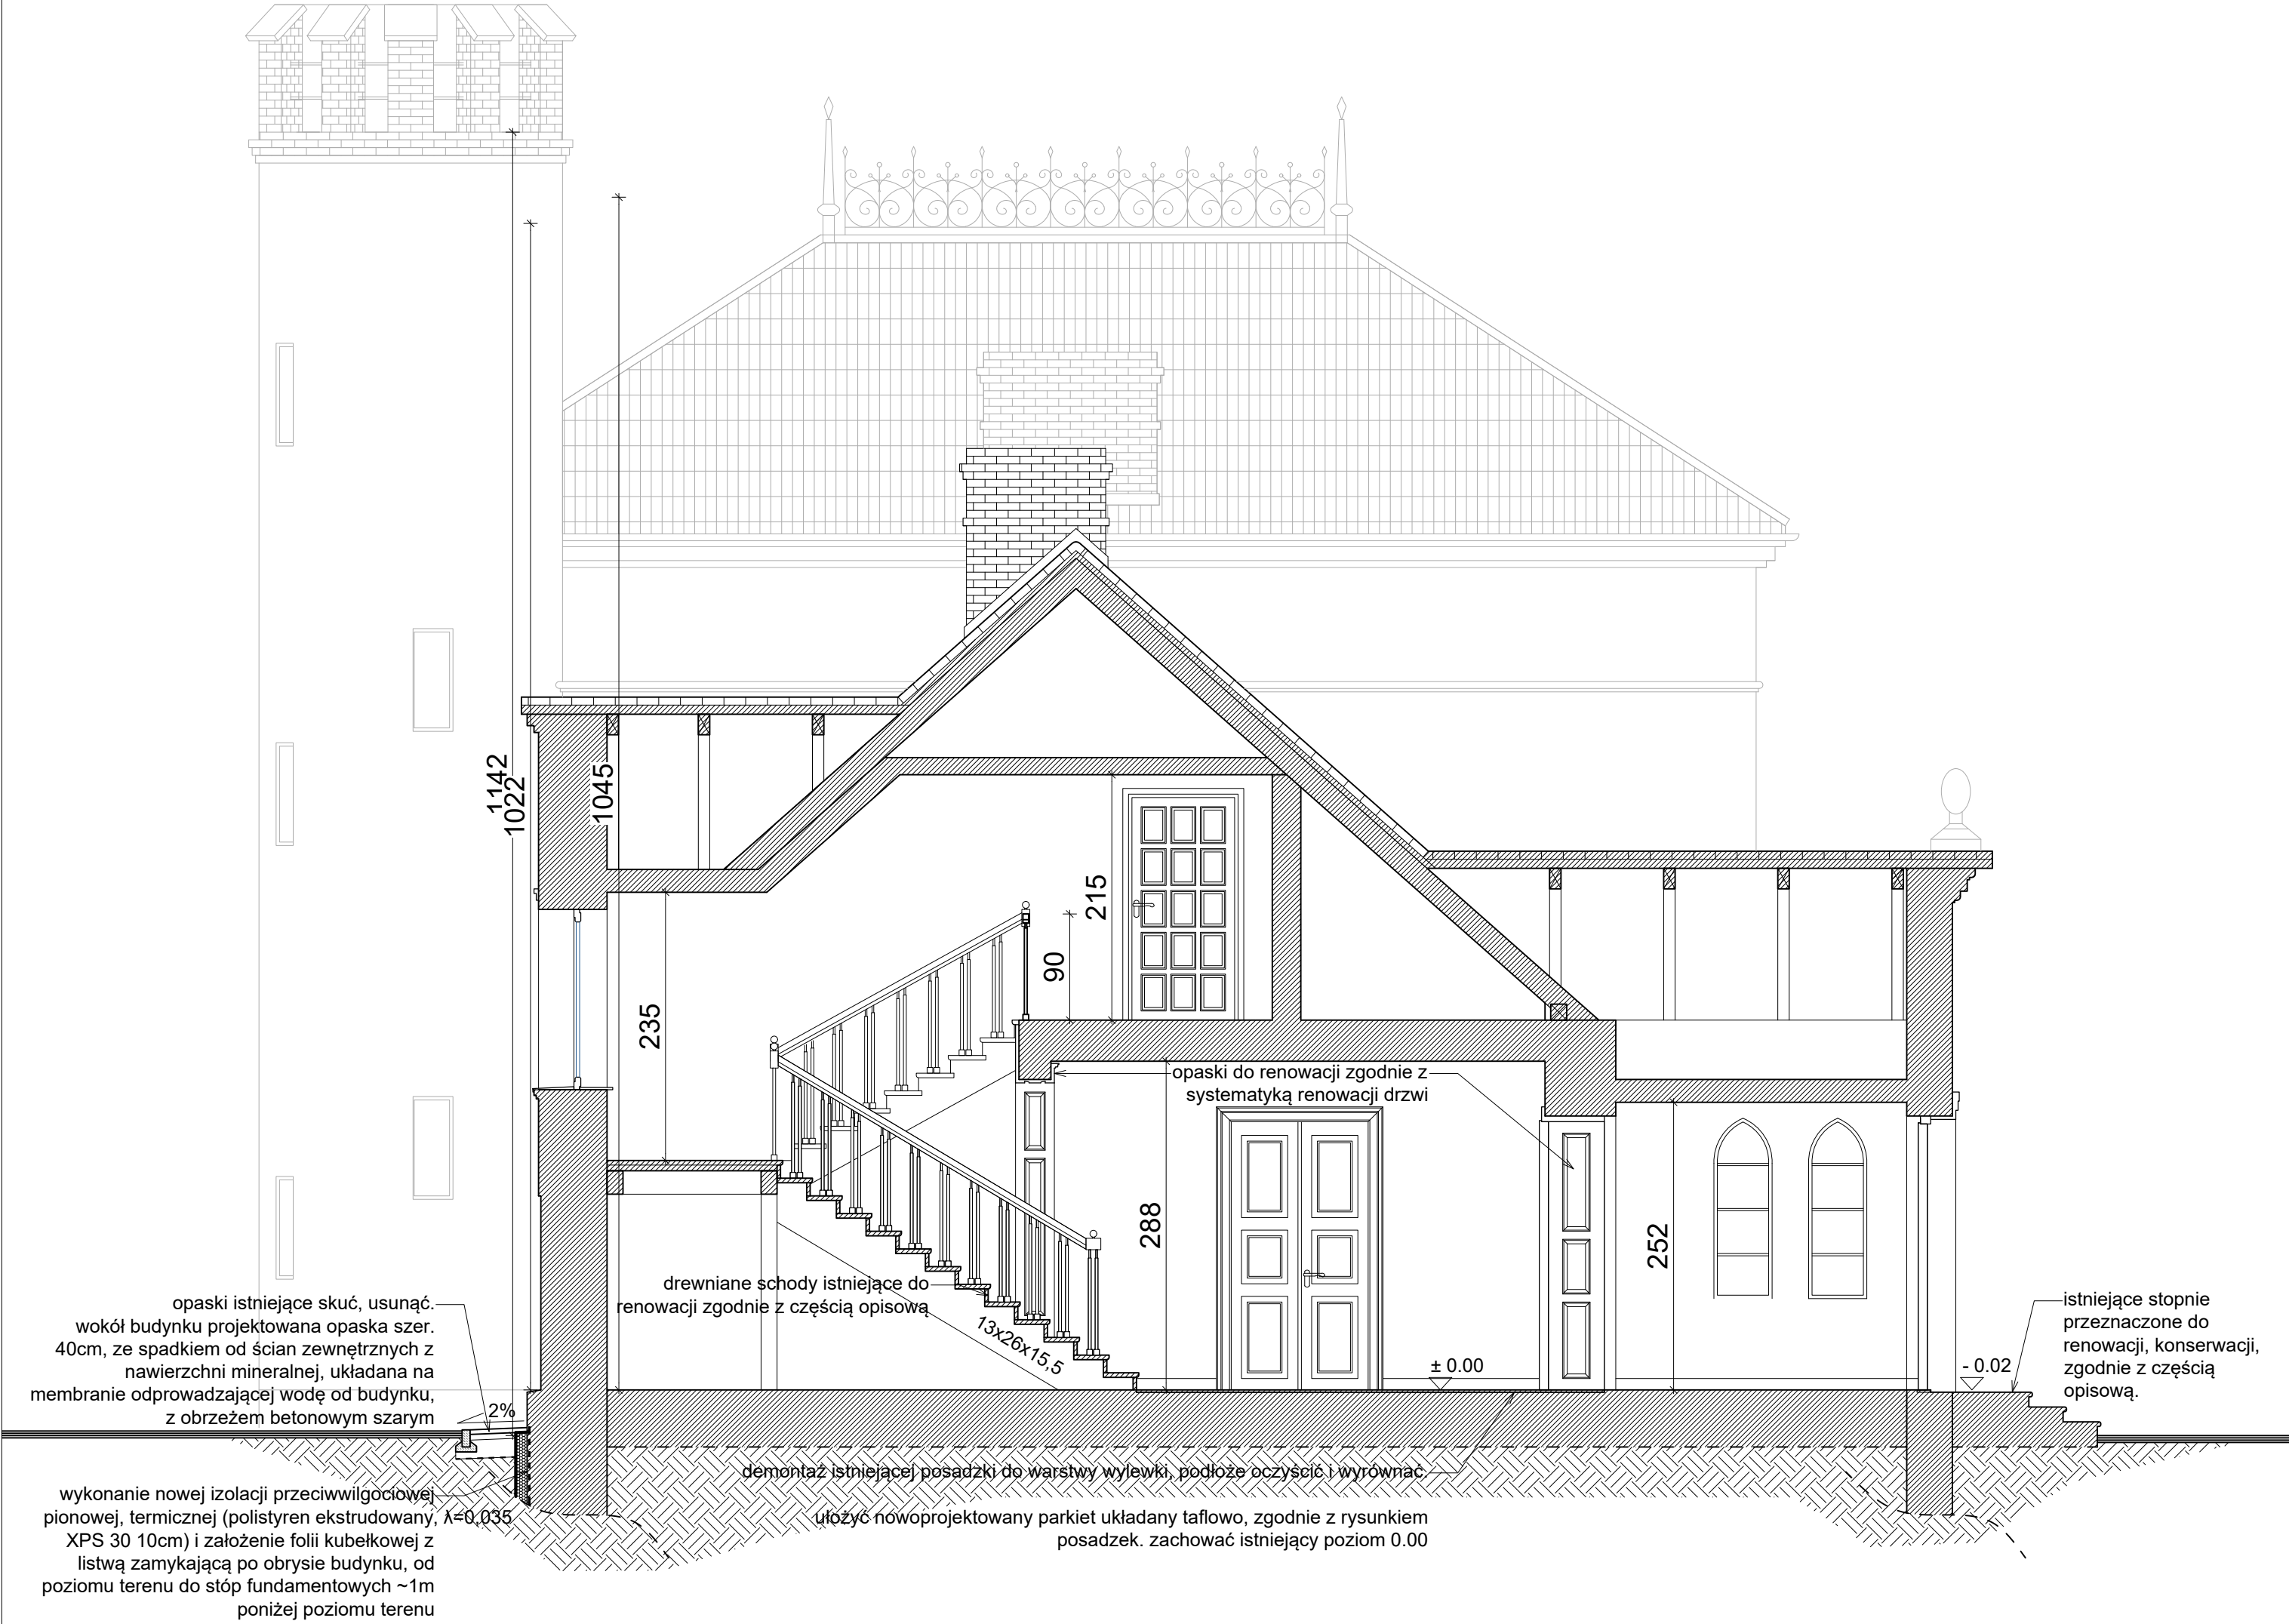 1142
1022
1045
215
90
235
opaski do renowacji zgodnie z
systematyką renowacji drzwi
288
252
drewniane schody istniejące do
renowacji zgodnie z częścią opisową
13x26x15,5
± 0.00
- 0.02
istniejące stopnie
przeznaczone do
renowacji, konserwacji,
zgodnie z częścią
opisową.
opaski istniejące skuć, usunąć.
wokół budynku projektowana opaska szer.
40cm, ze spadkiem od ścian zewnętrznych z
nawierzchni mineralnej, układana na
membranie odprowadzającej wodę od budynku,
z obrzeżem betonowym szarym
2%
demontaż istniejącej posadzki do warstwy wylewki, podłoże oczyścić i wyrównać.
ułożyć nowoprojektowany parkiet układany taflowo, zgodnie z rysunkiem
posadzek. zachować istniejący poziom 0.00
wykonanie nowej izolacji przeciwwilgociowej
pionowej, termicznej (polistyren ekstrudowany, λ=0,035
XPS 30 10cm) i założenie folii kubełkowej z
listwą zamykającą po obrysie budynku, od
poziomu terenu do stóp fundamentowych ~1m
poniżej poziomu terenu